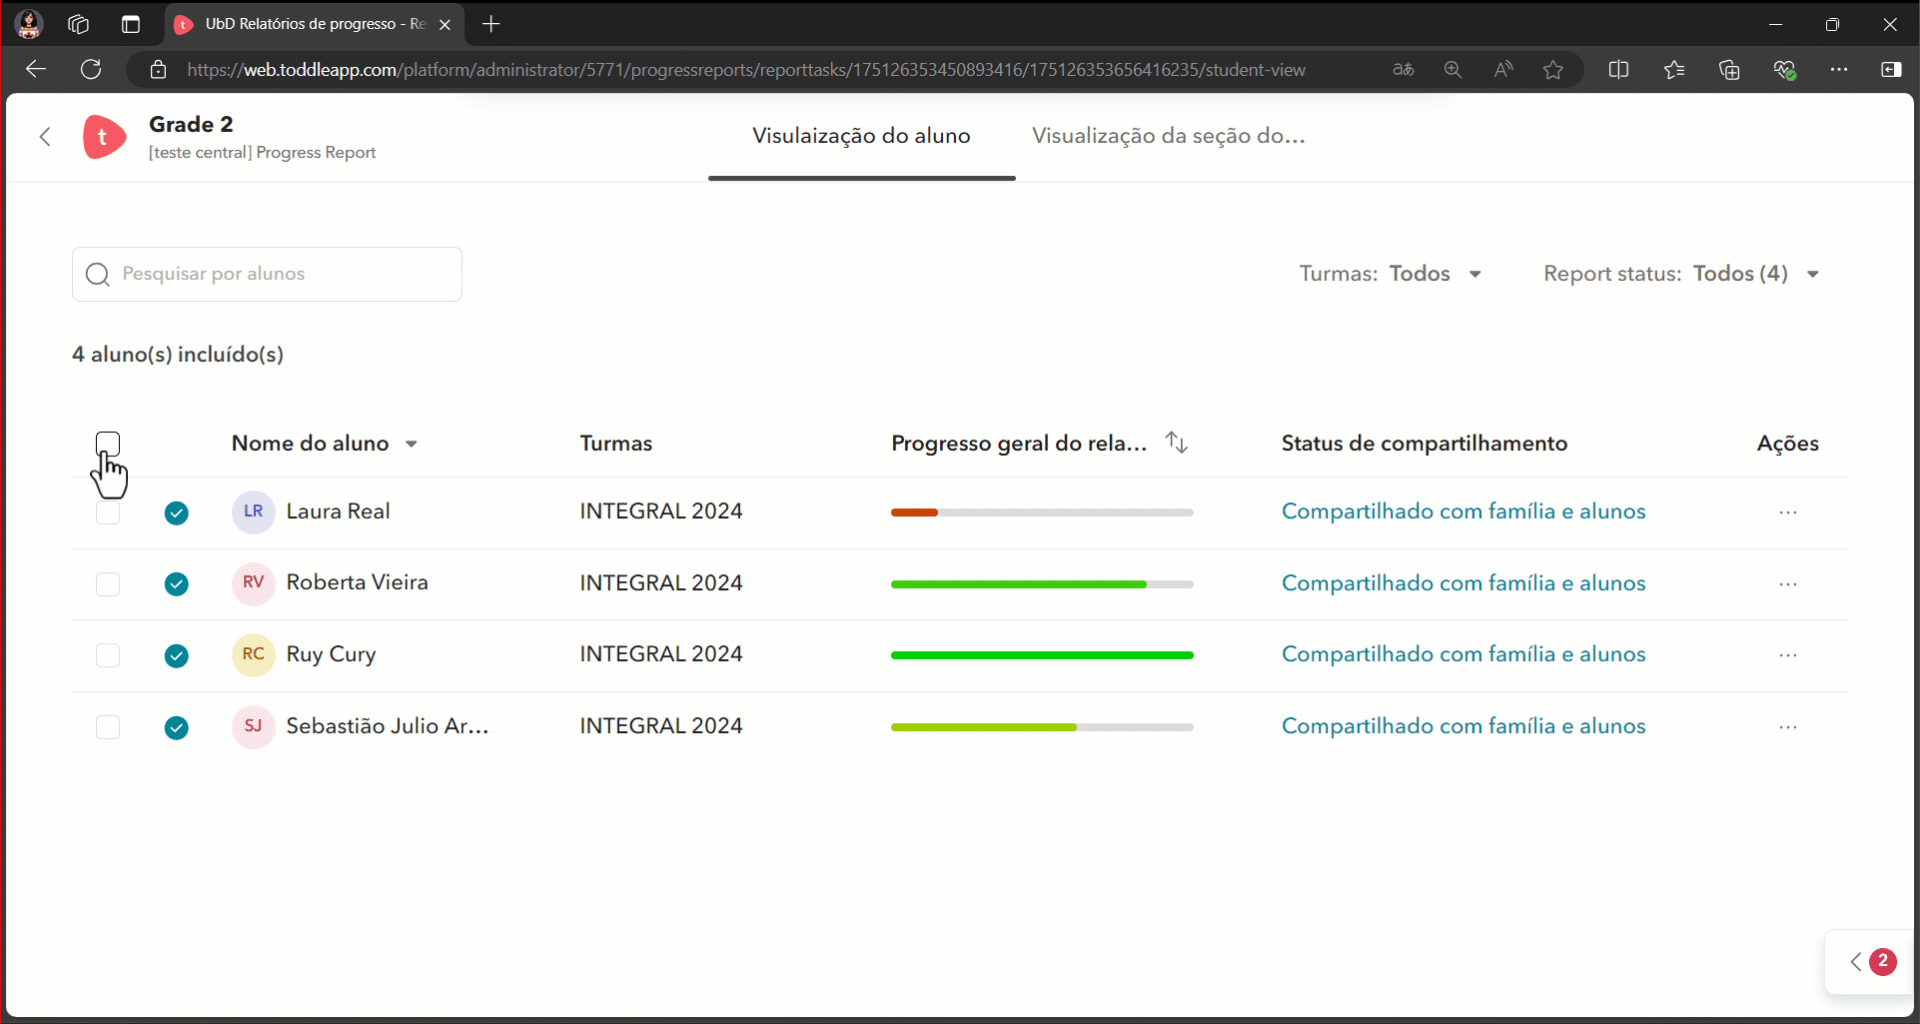 UbD Relatórios de progresso - Re
https://web.toddleapp.com/platform/administrator/5771/progressreports/reporttasks/175126353450893416/175126353656416235/student-view
t
Grade 2
[teste central] Progress Report
Visulaização do aluno
Visualização da seção do...
Pesquisar por alunos
Turmas: Todos
Report status: Todos (4)
4 aluno(s) incluído(s)
Nome do aluno
Turmas
Progresso geral do rela...
Status de compartilhamento
Ações
LR Laura Real INTEGRAL 2024 Compartilhado com família e alunos ...
RV Roberta Vieira INTEGRAL 2024 Compartilhado com família e alunos ...
RC Ruy Cury INTEGRAL 2024 Compartilhado com família e alunos ...
SJ Sebastião Julio Ar... INTEGRAL 2024 Compartilhado com família e alunos ...
2